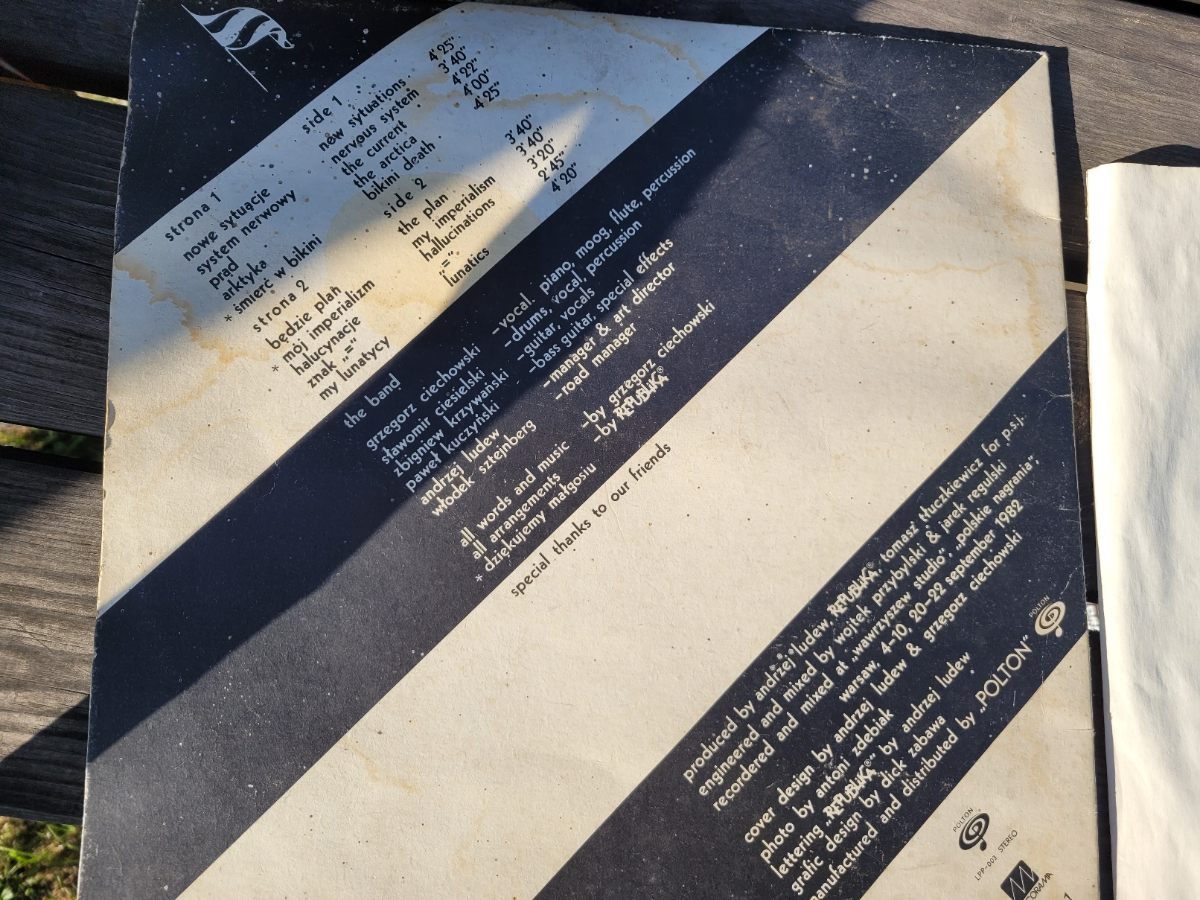 strona 1 side 1
nowe sytuacje new sytuations 4'25"
system nerwowy nervous system 3'40"
prąd the current 4'22"
arktyka the arctica 4'00"
* śmierć w bikini bikini death 4'25"
strona 2 side 2
będzie plan the plan 3'40"
mój imperializm my imperialism 3'40"
* halucynacje hallucinations 3'20"
znak „=" „=" 2'45"
my lunatycy lunatics 4'20"
the band
grzegorz ciechowski -vocal. piano, moog, flute, percussion
sławomir ciesielski -drums, vocal, percussion
zbigniew krzywański -guitar, vocals
paweł kuczyński -bass guitar, special effects
andrzej ludew -manager & art director
włodek sztejnberg -road manager
all words and music -by grzegorz ciechowski
all arrangements -by REPUBLIKA®
* dziękujemy małgosiu
special thanks to our friends
produced by andrzej ludew, REPUBLIKA®, tomasz tłuczkiewicz for p.s.j.
engineered and mixed by wojtek przybylski & jarek regulski
recordered and mixed at „wawrzyszew studio" „polskie nagrania",
warsaw, 4-10, 20-22 september 1982
cover design by andrzej ludew & grzegorz ciechowski
photo by antoni zdebiak
lettering „REPUBLIKA®" by andrzej ludew
grafic design by dick zabawa
manufactured and distributed by „POLTON"
POLTON
POLTON
LPP-003 STEREO